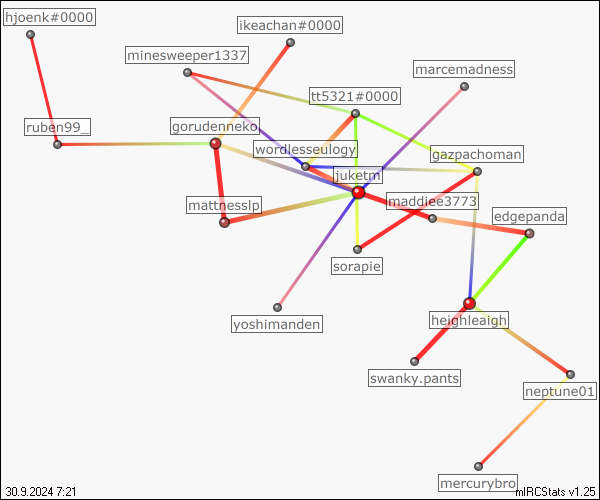 hjoenk#0000
ikeachan#0000
minesweeper1337
marcemadness
tt5321#0000
ruben99_
gorudenneko
wordlesseulogy
gazpachoman
juketm
mattnesslp
maddiee3773
edgepanda
sorapie
yoshimanden
heighleaigh
swanky.pants
neptune01
mercurybro
30.9.2024 7:21
mIRCStats v1.25